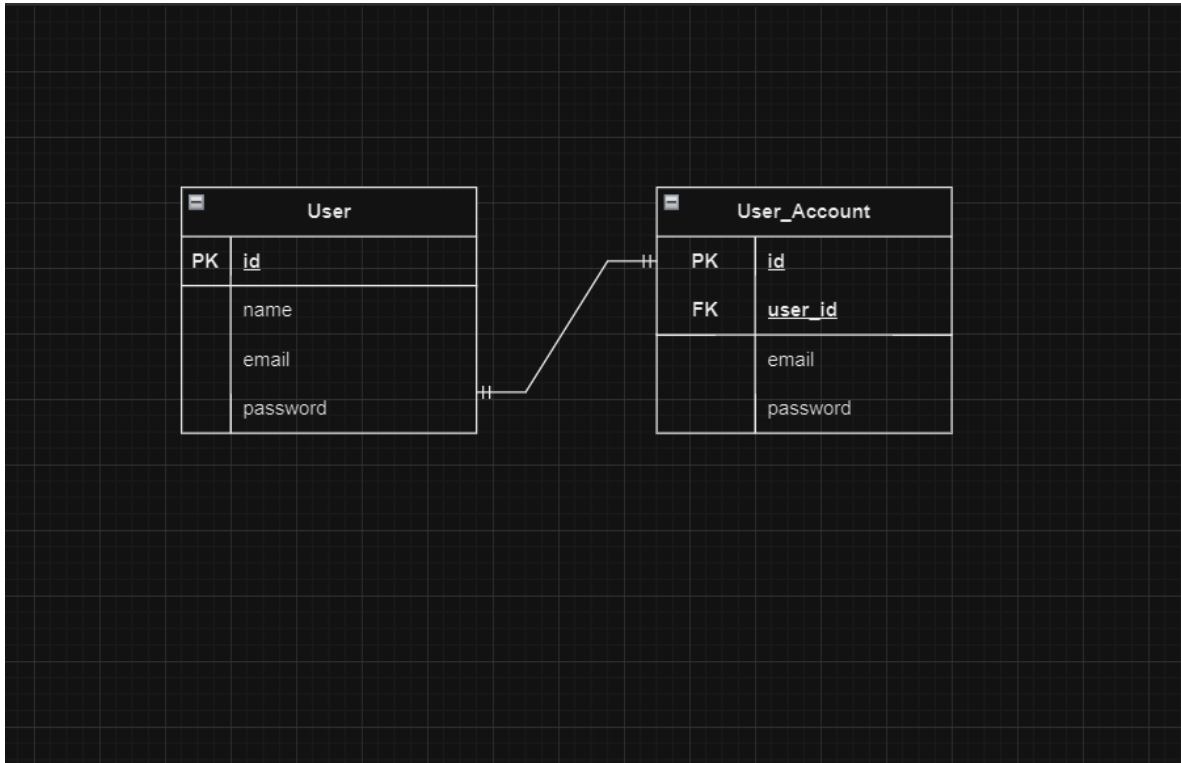 User
PK id
name
email
password
User_Account
PK id
FK user_id
email
password